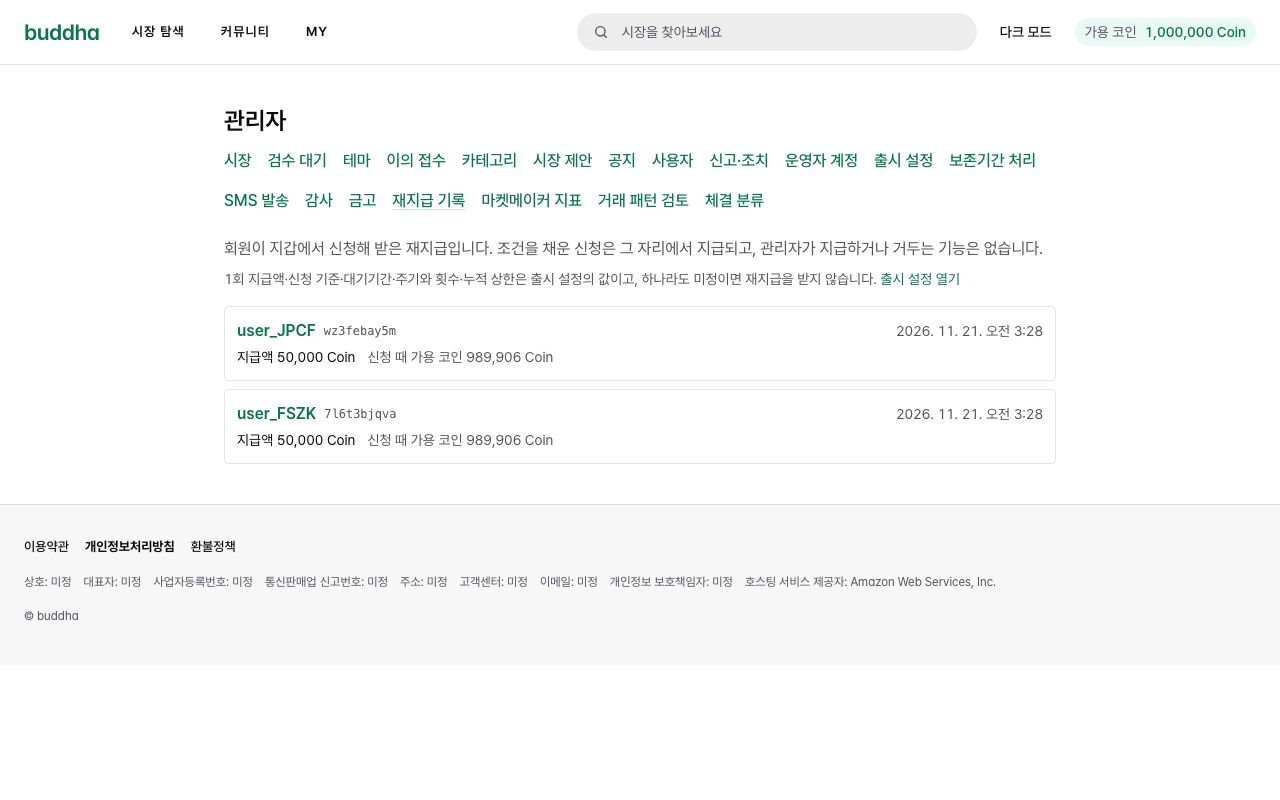 buddha 시장 탐색 커뮤니티 MY 시장을 찾아보세요 다크 모드 가용 코인 1,000,000 Coin
관리자
시장 검수 대기 테마 이의 접수 카테고리 시장 제안 공지 사용자 신고·조치 운영자 계정 출시 설정 보존기간 처리
SMS 발송 감사 금고 재지급 기록 마켓메이커 지표 거래 패턴 검토 체결 분류
회원이 지갑에서 신청해 받은 재지급입니다. 조건을 채운 신청은 그 자리에서 지급되고, 관리자가 지급하거나 거두는 기능은 없습니다.
1회 지급액·신청 기준·대기기간·주기와 횟수·누적 상한은 출시 설정의 값이고, 하나라도 미정이면 재지급을 받지 않습니다. 출시 설정 열기
user_JPCF wz3febay5m 2026. 11. 21. 오전 3:28
지급액 50,000 Coin 신청 때 가용 코인 989,906 Coin
user_FSZK 7l6t3bjqva 2026. 11. 21. 오전 3:28
지급액 50,000 Coin 신청 때 가용 코인 989,906 Coin
이용약관 개인정보처리방침 환불정책
상호: 미정 대표자: 미정 사업자등록번호: 미정 통신판매업 신고번호: 미정 주소: 미정 고객센터: 미정 이메일: 미정 개인정보 보호책임자: 미정 호스팅 서비스 제공자: Amazon Web Services, Inc.
© buddha